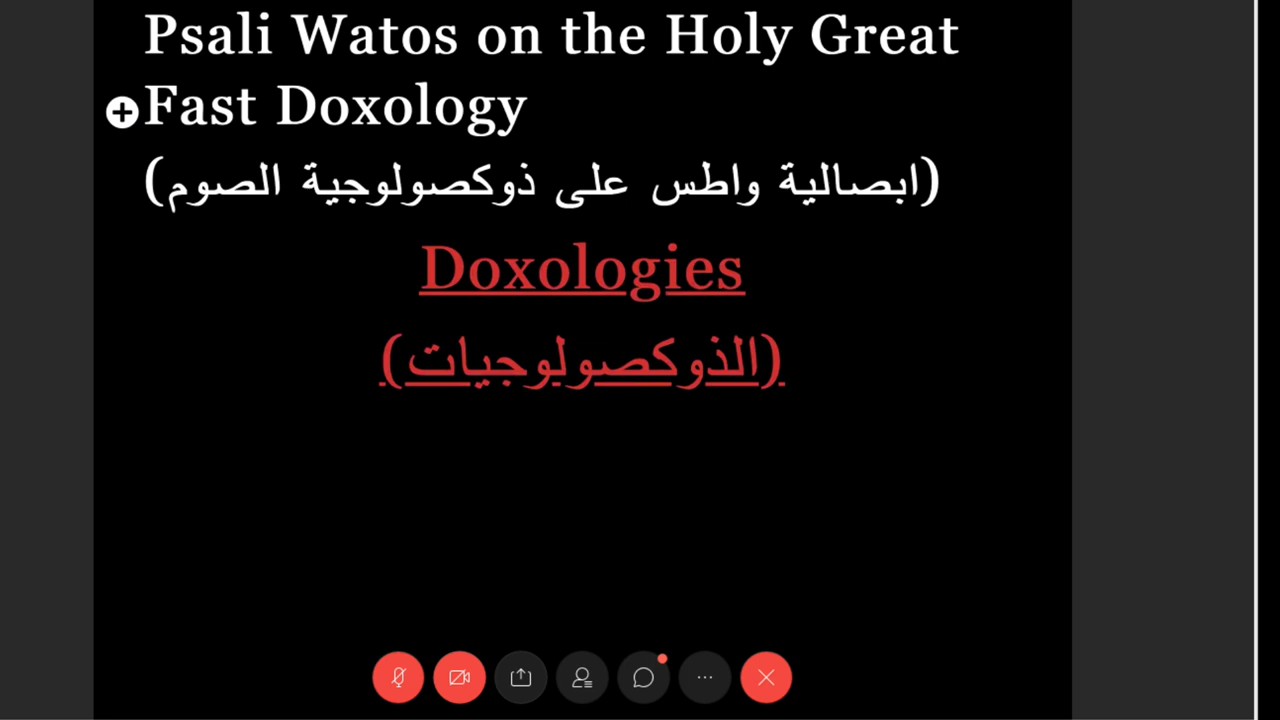 Psali Watos on the Holy Great
Fast Doxology
(ابصالية واطس على ذوكصولوجية الصوم)
Doxologies
(الذوكصولوجيات)